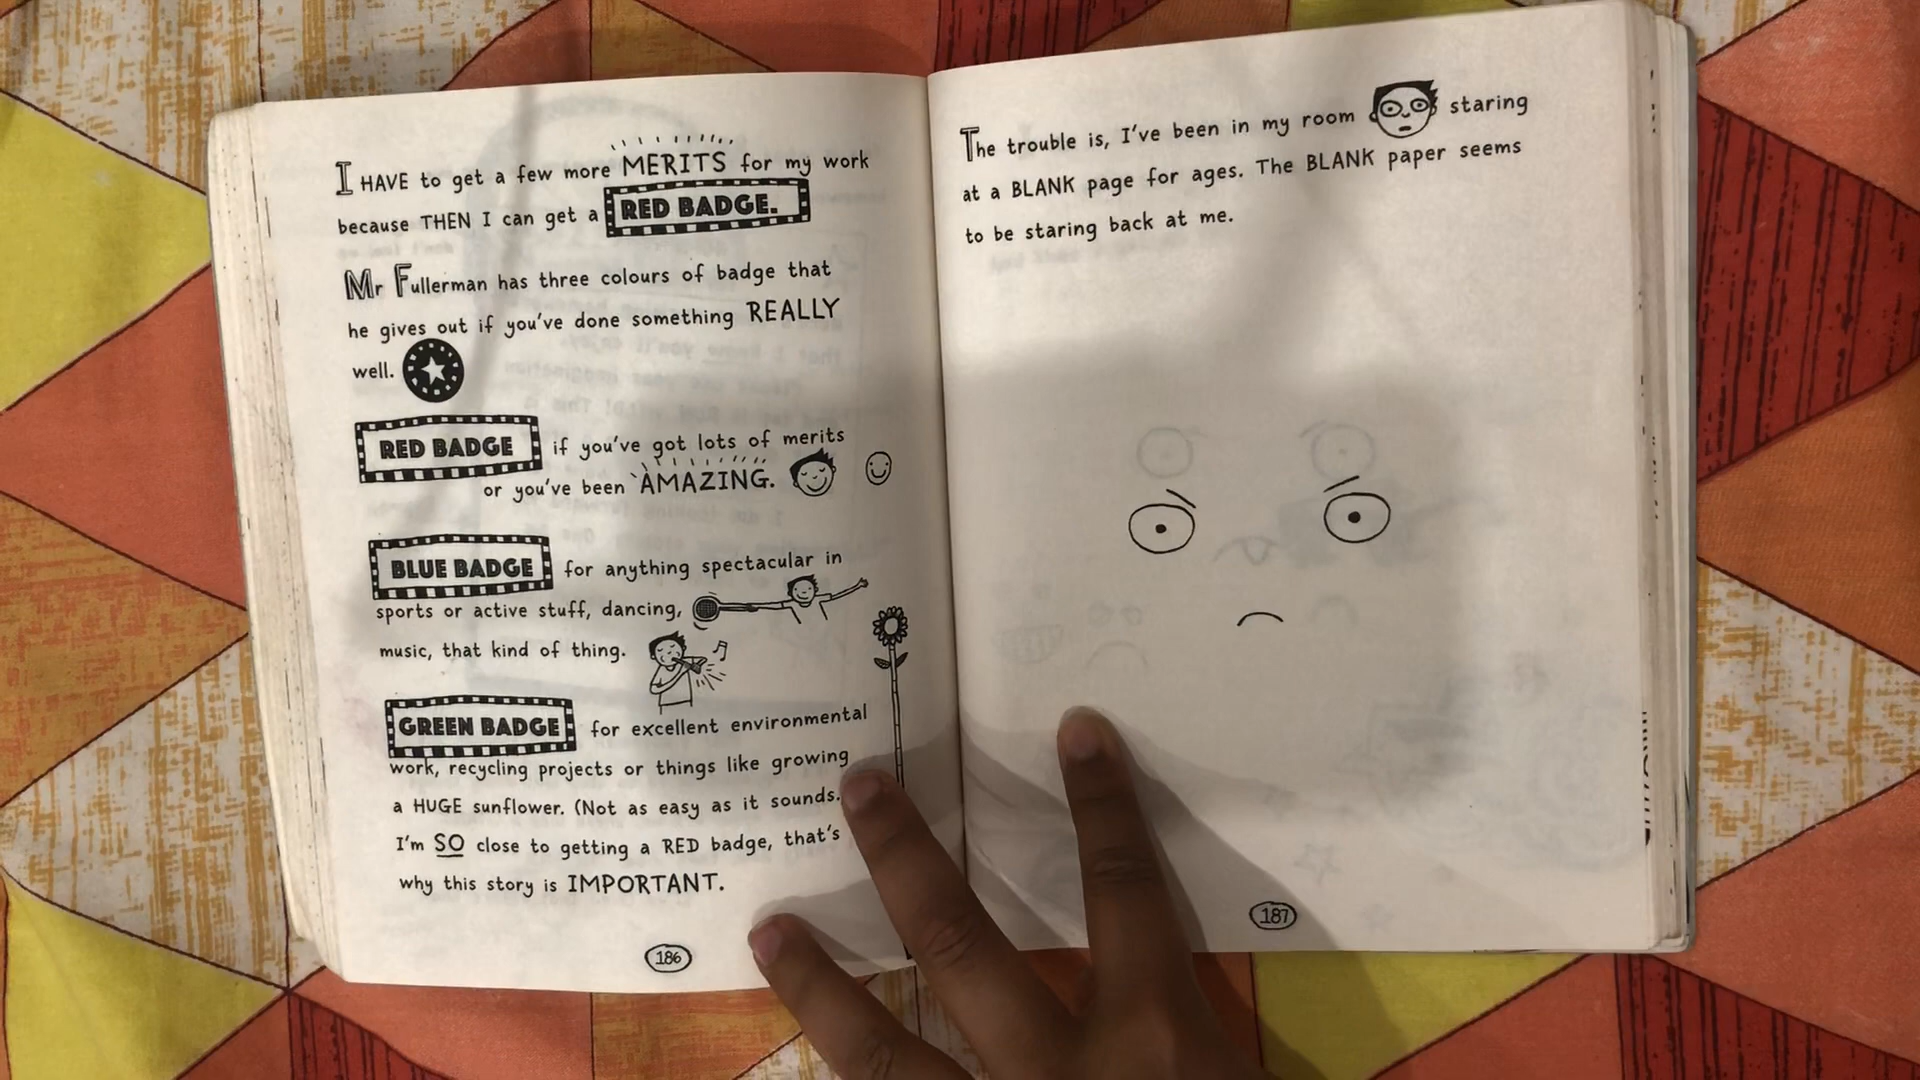 I HAVE to get a few more MERITS for my work
because THEN I can get a RED BADGE.
Mr Fullerman has three colours of badge that
he gives out if you've done something REALLY
well.
RED BADGE if you've got lots of merits
or you've been AMAZING.
BLUE BADGE for anything spectacular in
sports or active stuff, dancing,
music, that kind of thing.
GREEN BADGE for excellent environmental
work, recycling projects or things like growing
a HUGE sunflower. (Not as easy as it sounds.
I'm SO close to getting a RED badge, that's
why this story is IMPORTANT.
186
The trouble is, I've been in my room staring
at a BLANK page for ages. The BLANK paper seems
to be staring back at me.
187